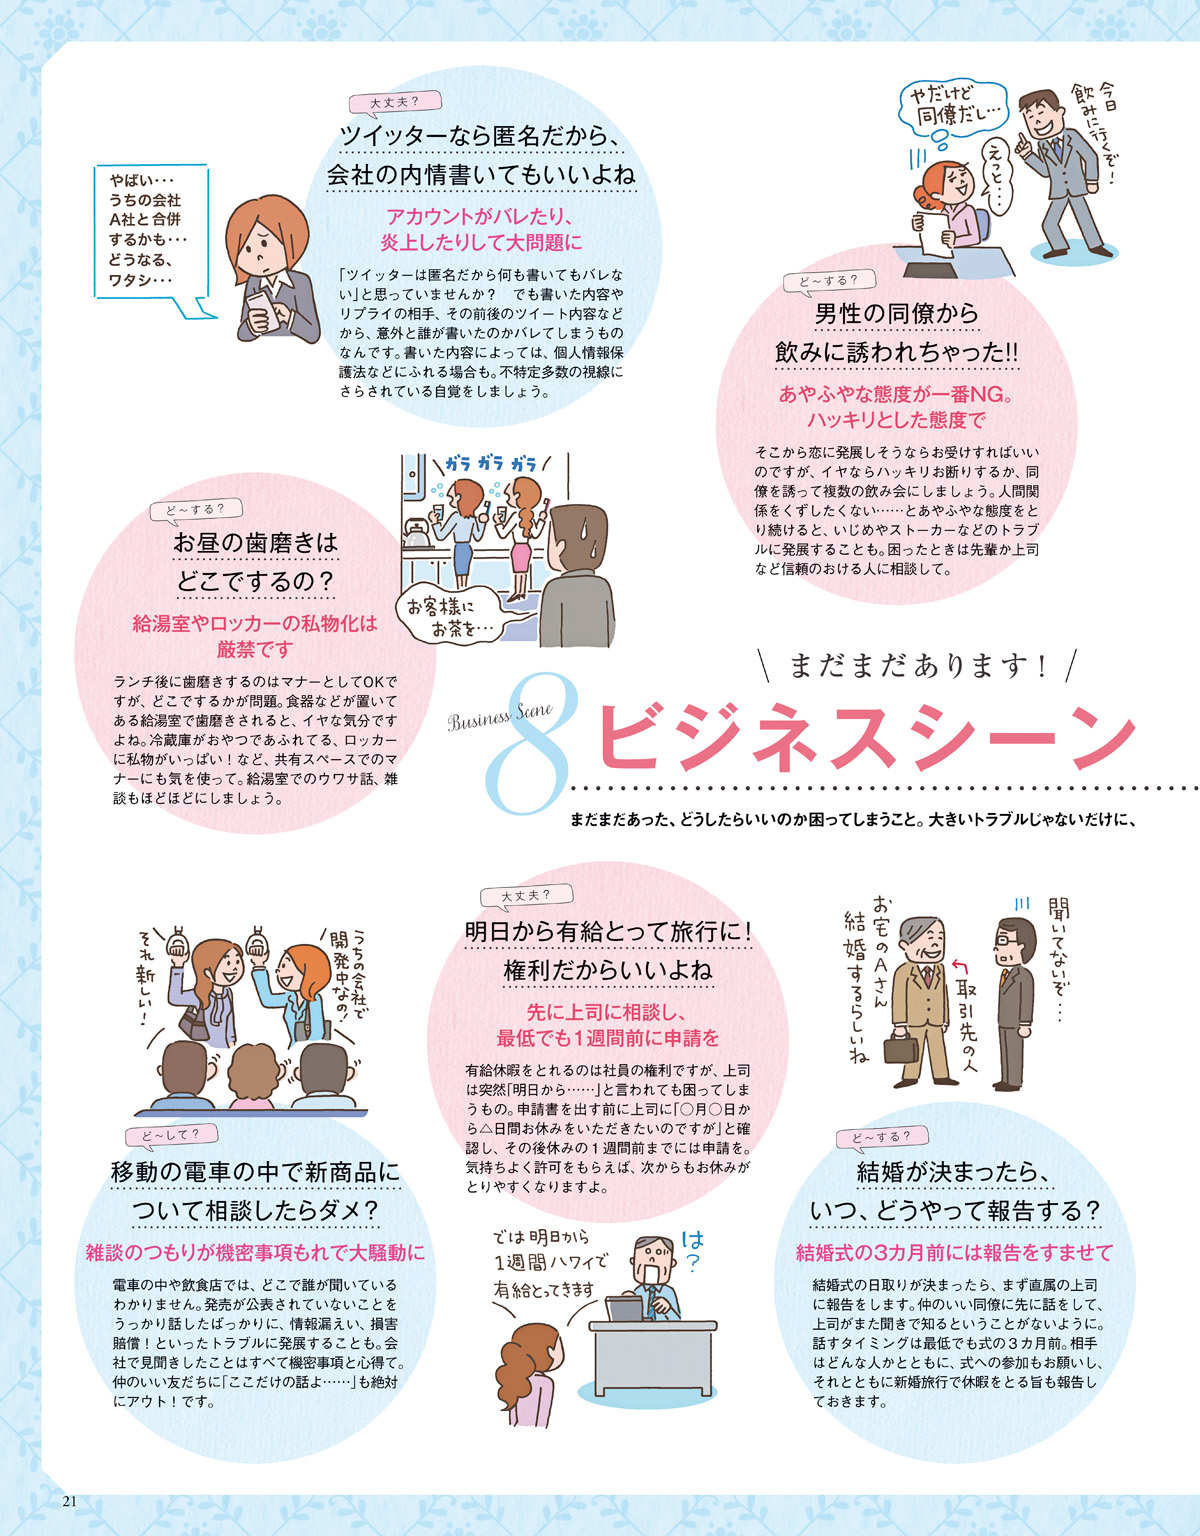 大丈夫？
ツイッターなら匿名だから、
会社の内情書いてもいいよね
アカウントがバレたり、
炎上したりして大問題に
「ツイッターは匿名だから何も書いてもバレな
い」と思っていませんか？　でも書いた内容や
リプライの相手、その前後のツイート内容など
から、意外と誰が書いたのかバレてしまうもの
なんです。書いた内容によっては、個人情報保
護法などにふれる場合も。不特定多数の視線に
さらされている自覚をしましょう。
やばい・・・
うちの会社
A社と合併
するかも・・・
どうなる、
ワタシ・・・
やだけど
同僚だし…
えっと…
今日
飲みに行くぞ！
ど～する？
男性の同僚から
飲みに誘われちゃった!!
あやふやな態度が一番NG。
ハッキリとした態度で
そこから恋に発展しそうならお受けすればいい
のですが、イヤならハッキリお断りするか、同
僚を誘って複数の飲み会にしましょう。人間関
係をくずしたくない……とあやふやな態度をと
り続けると、いじめやストーカーなどのトラブ
ルに発展することも。困ったときは先輩か上司
など信頼のおける人に相談して。
ガラ ガラ ガラ
お客様に
お茶を…
ど～する？
お昼の歯磨きは
どこでするの？
給湯室やロッカーの私物化は
厳禁です
ランチ後に歯磨きするのはマナーとしてOKで
すが、どこでするかが問題。食器などが置いて
ある給湯室で歯磨きされると、イヤな気分です
よね。冷蔵庫がおやつであふれてる、ロッカー
に私物がいっぱい！など、共有スペースでのマ
ナーにも気を使って。給湯室でのウワサ話、雑
談もほどほどにしましょう。
まだまだあります！
Business Scene
8
ビジネスシーン
まだまだあった、どうしたらいいのか困ってしまうこと。大きいトラブルじゃないだけに、
うちの会社で
開発中なの！
それ新しい！
ど～して？
移動の電車の中で新商品に
ついて相談したらダメ？
雑談のつもりが機密事項もれで大騒動に
電車の中や飲食店では、どこで誰が聞いている
わかりません。発売が公表されていないことを
うっかり話したばっかりに、情報漏えい、損害
賠償！といったトラブルに発展することも。会
社で見聞きしたことはすべて機密事項と心得て。
仲のいい友だちに「ここだけの話よ……」も絶対
にアウト！です。
大丈夫？
明日から有給とって旅行に！
権利だからいいよね
先に上司に相談し、
最低でも１週間前に申請を
有給休暇をとれるのは社員の権利ですが、上司
は突然「明日から……」と言われても困ってしま
うもの。申請書を出す前に上司に「○月○日か
ら△日間お休みをいただきたいのですが」と確
認し、その後休みの１週間前までには申請を。
気持ちよく許可をもらえば、次からもお休みが
とりやすくなりますよ。
では明日から
1週間ハワイで
有給とってきます
は？
お宅のAさん
結婚するらしいね
取引先の人
聞いてないぞ…
ど～する？
結婚が決まったら、
いつ、どうやって報告する？
結婚式の3カ月前には報告をすませて
結婚式の日取りが決まったら、まず直属の上司
に報告をします。仲のいい同僚に先に話をして、
上司がまた聞きで知るということがないように。
話すタイミングは最低でも式の３カ月前。相手
はどんな人かとともに、式への参加もお願いし、
それとともに新婚旅行で休暇をとる旨も報告し
ておきます。
21